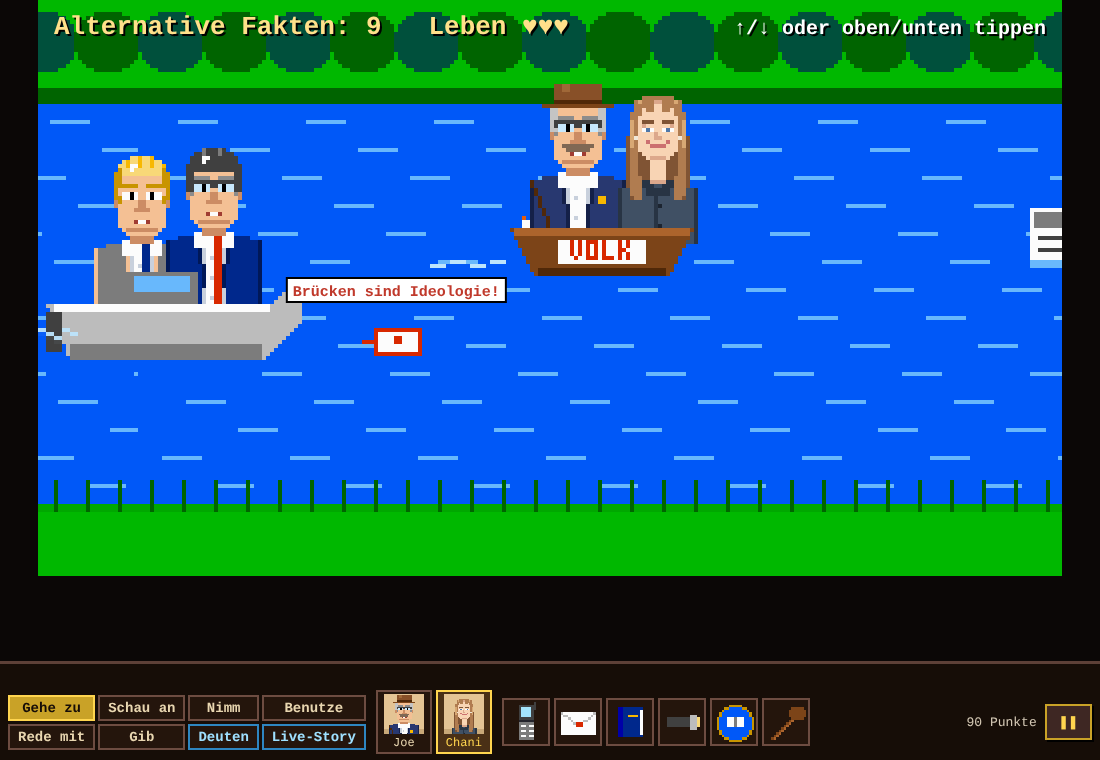 Alternative Fakten: 9 Leben ♥♥♥ ↑/↓ oder oben/unten tippen
VOLK
Brücken sind Ideologie!
Gehe zu Schau an Nimm Benutze
Rede mit Gib Deuten Live-Story
Joe Chani
90 Punkte